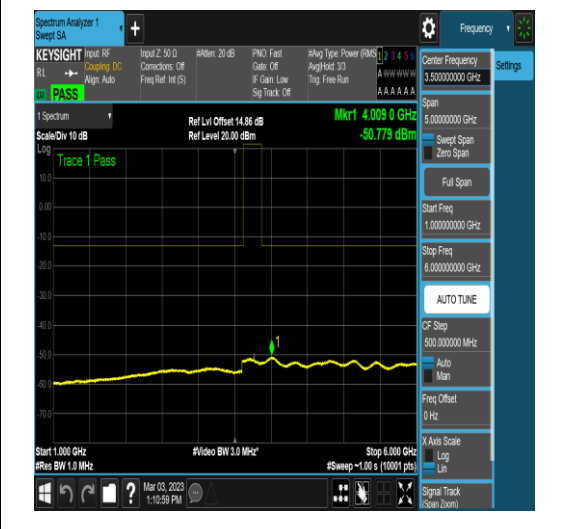 Spectrum Analyzer 1
Swept SA
Frequency
KEYSIGHT
RL
LXI
PASS
Input: RF
Coupling: DC
Align: Auto
Input Z: 50 Ω
Corrections: Off
Freq Ref: Int (S)
#Atten: 20 dB
PNO: Fast
Gate: Off
IF Gain: Low
Sig Track: Off
#Avg Type: Power (RMS
Avg|Hold: 3/3
Trig: Free Run
1 2 3 4 5 6
A W W W W W
A A A A A A
1 Spectrum
Scale/Div 10 dB
Ref Lvl Offset 14.86 dB
Ref Level 20.00 dBm
Mkr1 4.009 0 GHz
-50.779 dBm
Log
Trace 1 Pass
10.0
0.00
-10.0
-20.0
-30.0
-40.0
-50.0
-60.0
-70.0
1
Start 1.000 GHz
#Res BW 1.0 MHz
#Video BW 3.0 MHz*
Stop 6.000 GHz
#Sweep ~1.00 s (10001 pts)
Mar 03, 2023
1:10:59 PM
Center Frequency
3.500000000 GHz
Settings
Span
5.00000000 GHz
Swept Span
Zero Span
Full Span
Start Freq
1.000000000 GHz
Stop Freq
6.000000000 GHz
AUTO TUNE
CF Step
500.000000 MHz
Auto
Man
Freq Offset
0 Hz
X Axis Scale
Log
Lin
Signal Track
(Span Zoom)